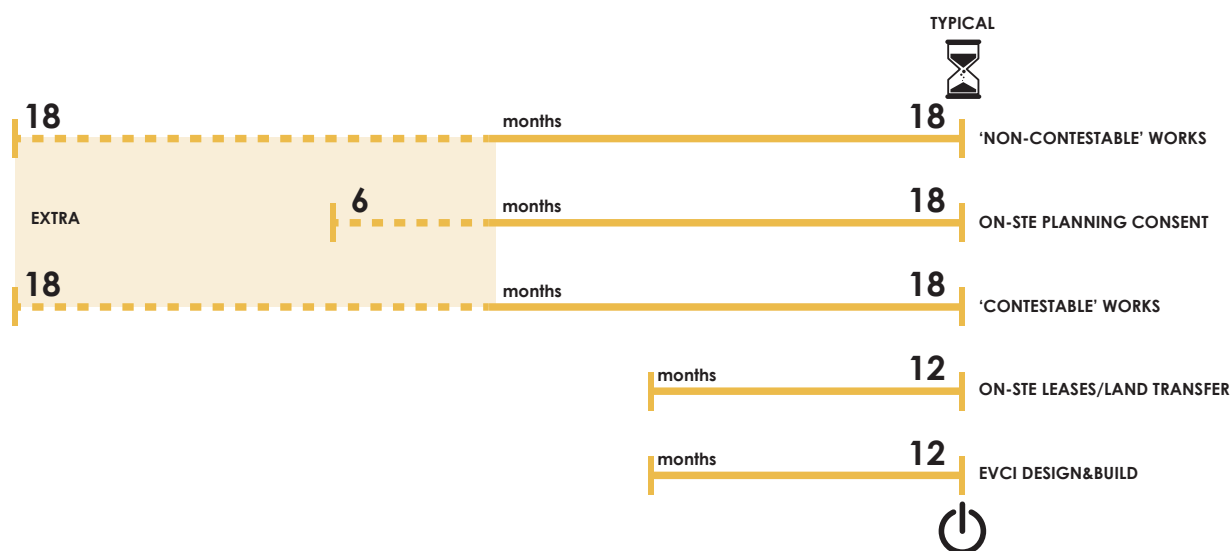 TYPICAL
18 months 18 ‘NON-CONTESTABLE’ WORKS
EXTRA 6 months 18 ON-STE PLANNING CONSENT
18 months 18 ‘CONTESTABLE’ WORKS
months 12 ON-STE LEASES/LAND TRANSFER
months 12 EVCI DESIGN&BUILD